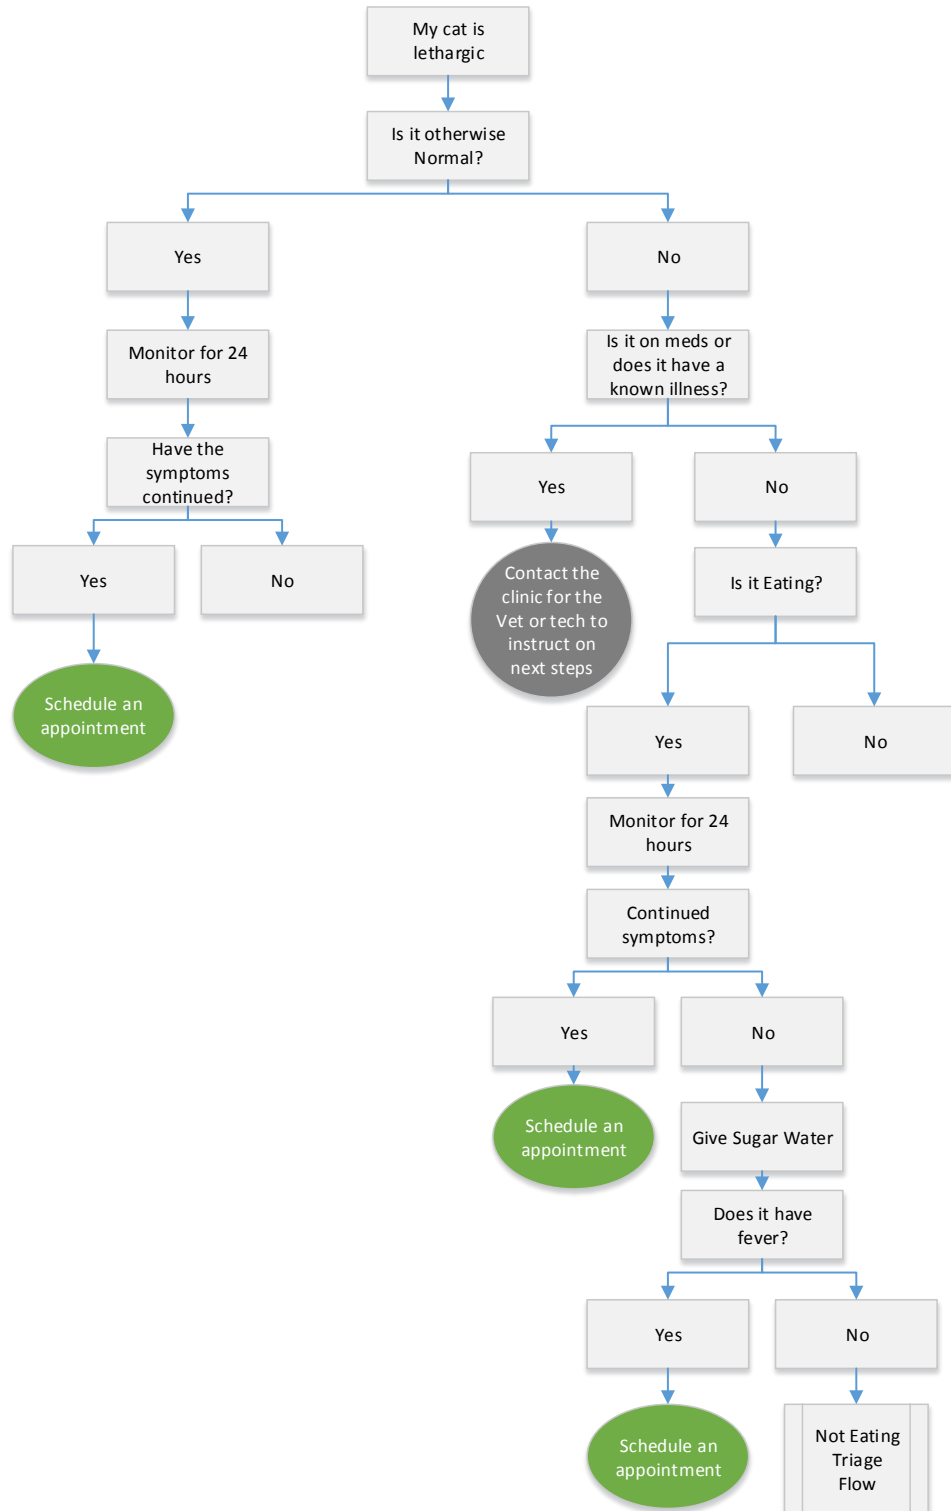 My cat is
lethargic
Is it otherwise
Normal?
Yes
No
Monitor for 24
hours
Is it on meds or
does it have a
known illness?
Have the
symptoms
continued?
Yes
No
Yes
No
Contact the
clinic for the
Vet or tech to
instruct on
next steps
Is it Eating?
Schedule an
appointment
Yes
No
Monitor for 24
hours
Continued
symptoms?
Yes
No
Schedule an
appointment
Give Sugar Water
Does it have
fever?
Yes
No
Schedule an
appointment
Not Eating
Triage
Flow